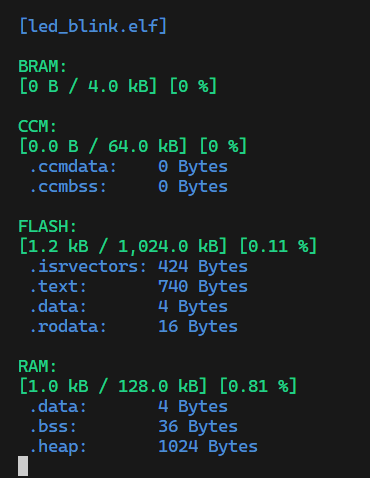 [led_blink.elf]
BRAM:
[0 B / 4.0 kB] [0 %]
CCM:
[0.0 B / 64.0 kB] [0 %]
.ccmdata: 0 Bytes
.ccmbss: 0 Bytes
FLASH:
[1.2 kB / 1,024.0 kB] [0.11 %]
.isrvectors: 424 Bytes
.text: 740 Bytes
.data: 4 Bytes
.rodata: 16 Bytes
RAM:
[1.0 kB / 128.0 kB] [0.81 %]
.data: 4 Bytes
.bss: 36 Bytes
.heap: 1024 Bytes